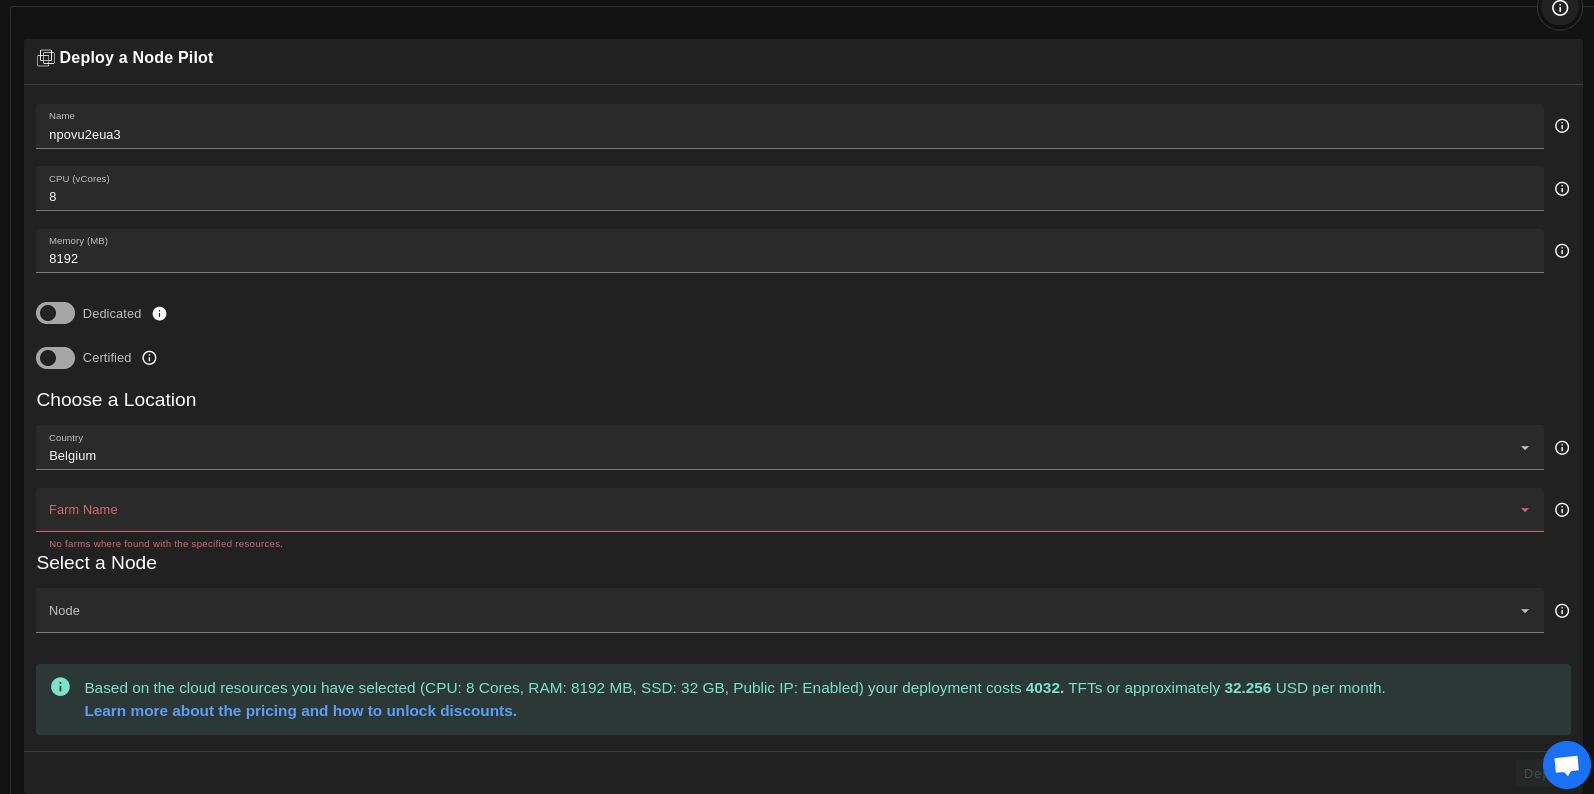 Deploy a Node Pilot
Name
npovu2eua3
CPU (vCores)
8
Memory (MB)
8192
Dedicated
Certified
Choose a Location
Country
Belgium
Farm Name
No farms where found with the specified resources.
Select a Node
Node
Based on the cloud resources you have selected (CPU: 8 Cores, RAM: 8192 MB, SSD: 32 GB, Public IP: Enabled) your deployment costs 4032. TFTs or approximately 32.256 USD per month.
Learn more about the pricing and how to unlock discounts.